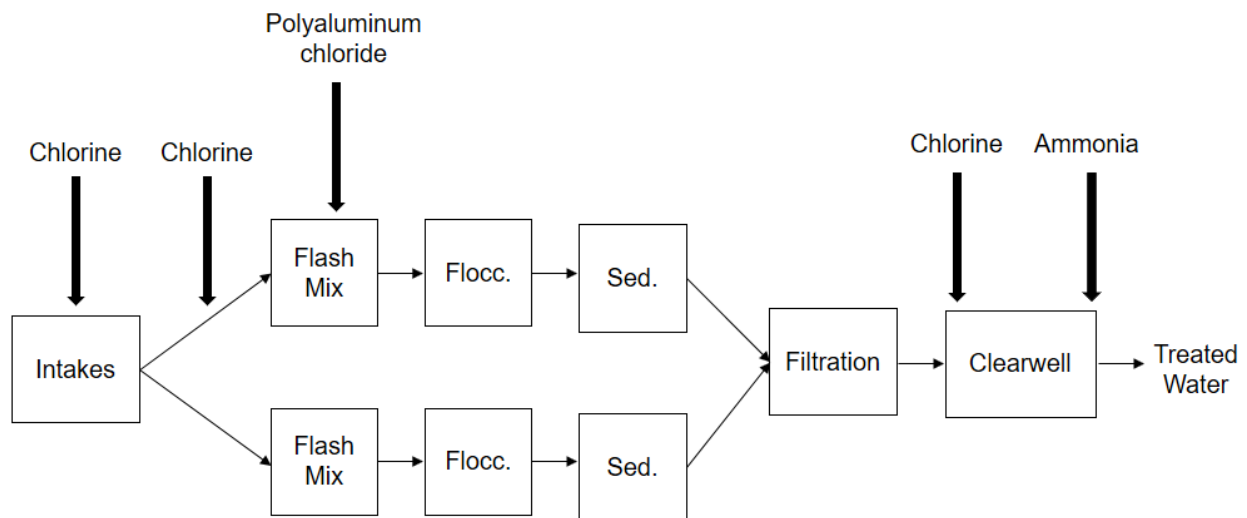 Polyaluminum
chloride
Chlorine
Chlorine
Chlorine
Ammonia
Flash
Mix
Flocc.
Sed.
Intakes
Filtration
Clearwell
Treated
Water
Flash
Mix
Flocc.
Sed.